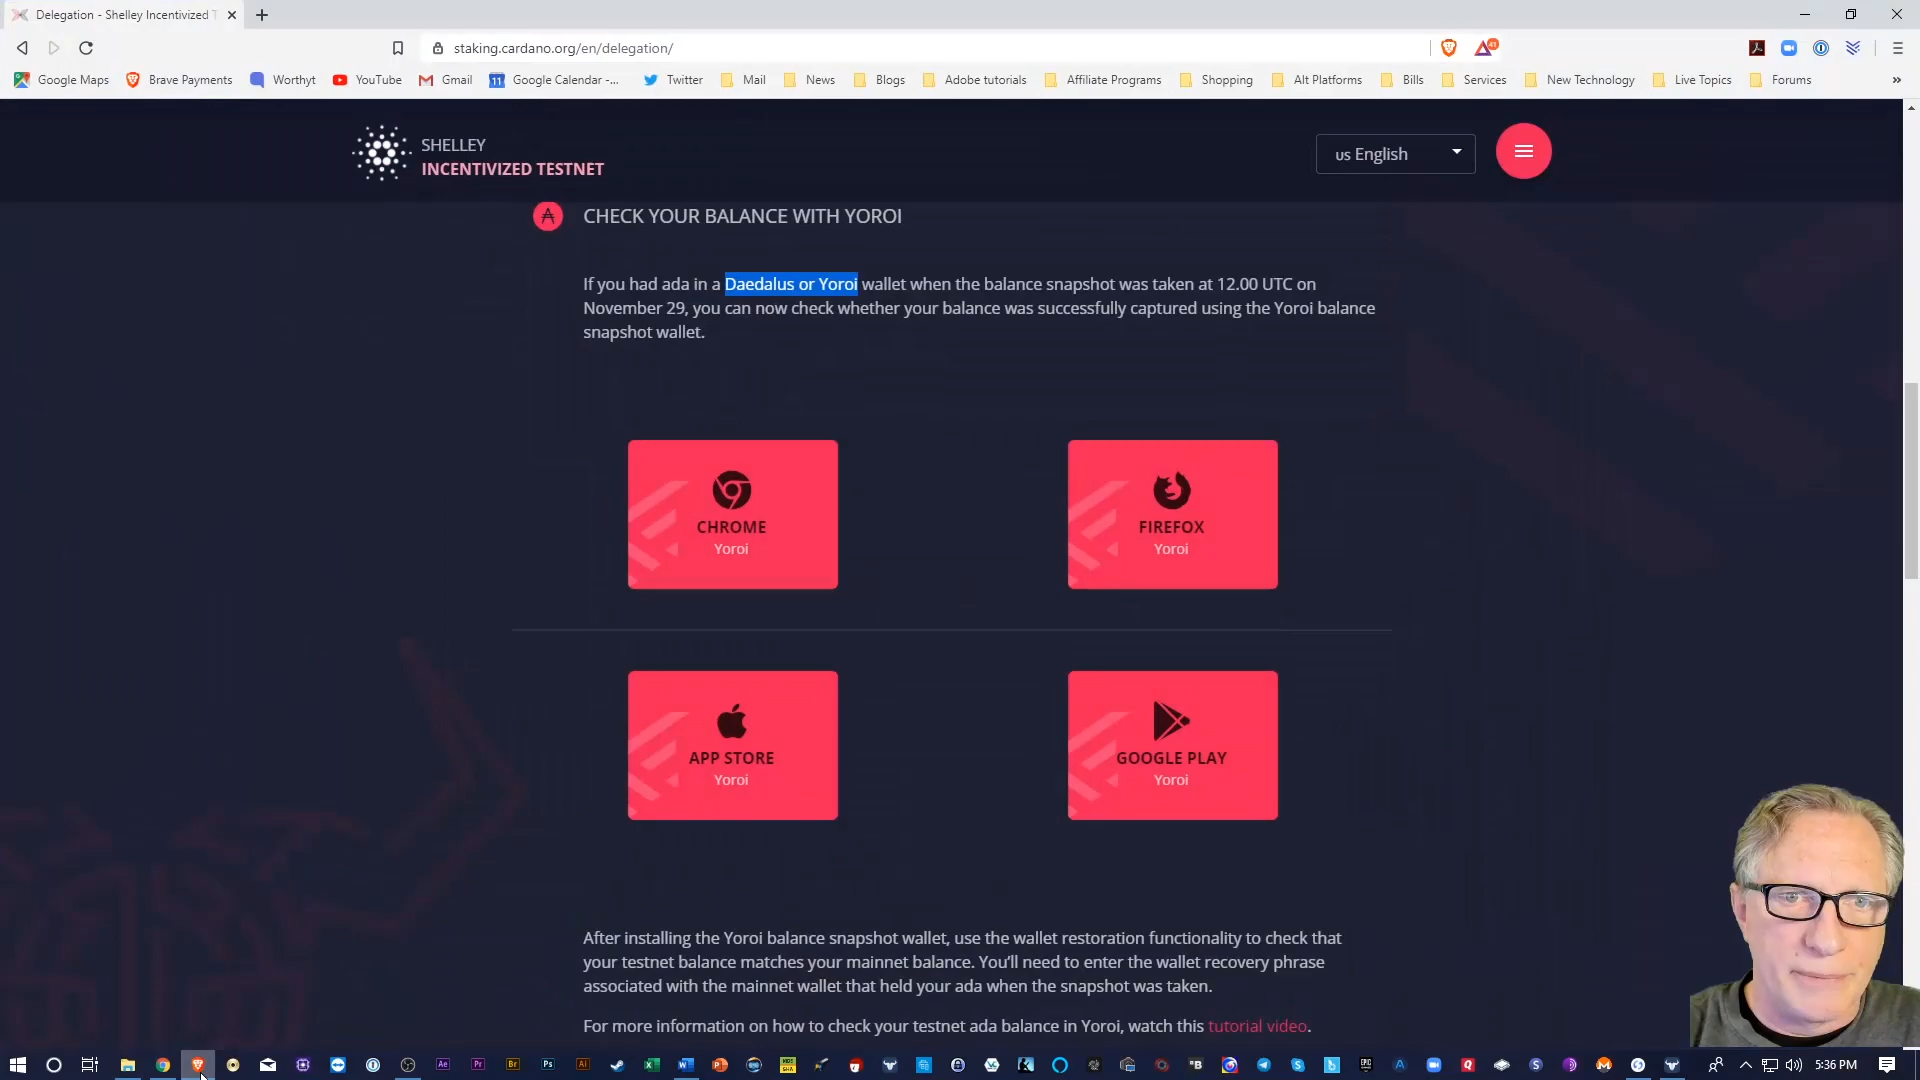 Delegation - Shelley Incentivized T
staking.cardano.org/en/delegation/
41
Google Maps Brave Payments Worthyt YouTube Gmail 11 Google Calendar -... Twitter Mail News Blogs Adobe tutorials Affiliate Programs Shopping Alt Platforms Bills Services New Technology Live Topics Forums »
SHELLEY
INCENTIVIZED TESTNET
us English
CHECK YOUR BALANCE WITH YOROI
If you had ada in a Daedalus or Yoroi wallet when the balance snapshot was taken at 12.00 UTC on
November 29, you can now check whether your balance was successfully captured using the Yoroi balance
snapshot wallet.
CHROME
Yoroi
FIREFOX
Yoroi
APP STORE
Yoroi
GOOGLE PLAY
Yoroi
After installing the Yoroi balance snapshot wallet, use the wallet restoration functionality to check that
your testnet balance matches your mainnet balance. You'll need to enter the wallet recovery phrase
associated with the mainnet wallet that held your ada when the snapshot was taken.
For more information on how to check your testnet ada balance in Yoroi, watch this tutorial video.
Ae Pr Br Ps Ai 5:36 PM